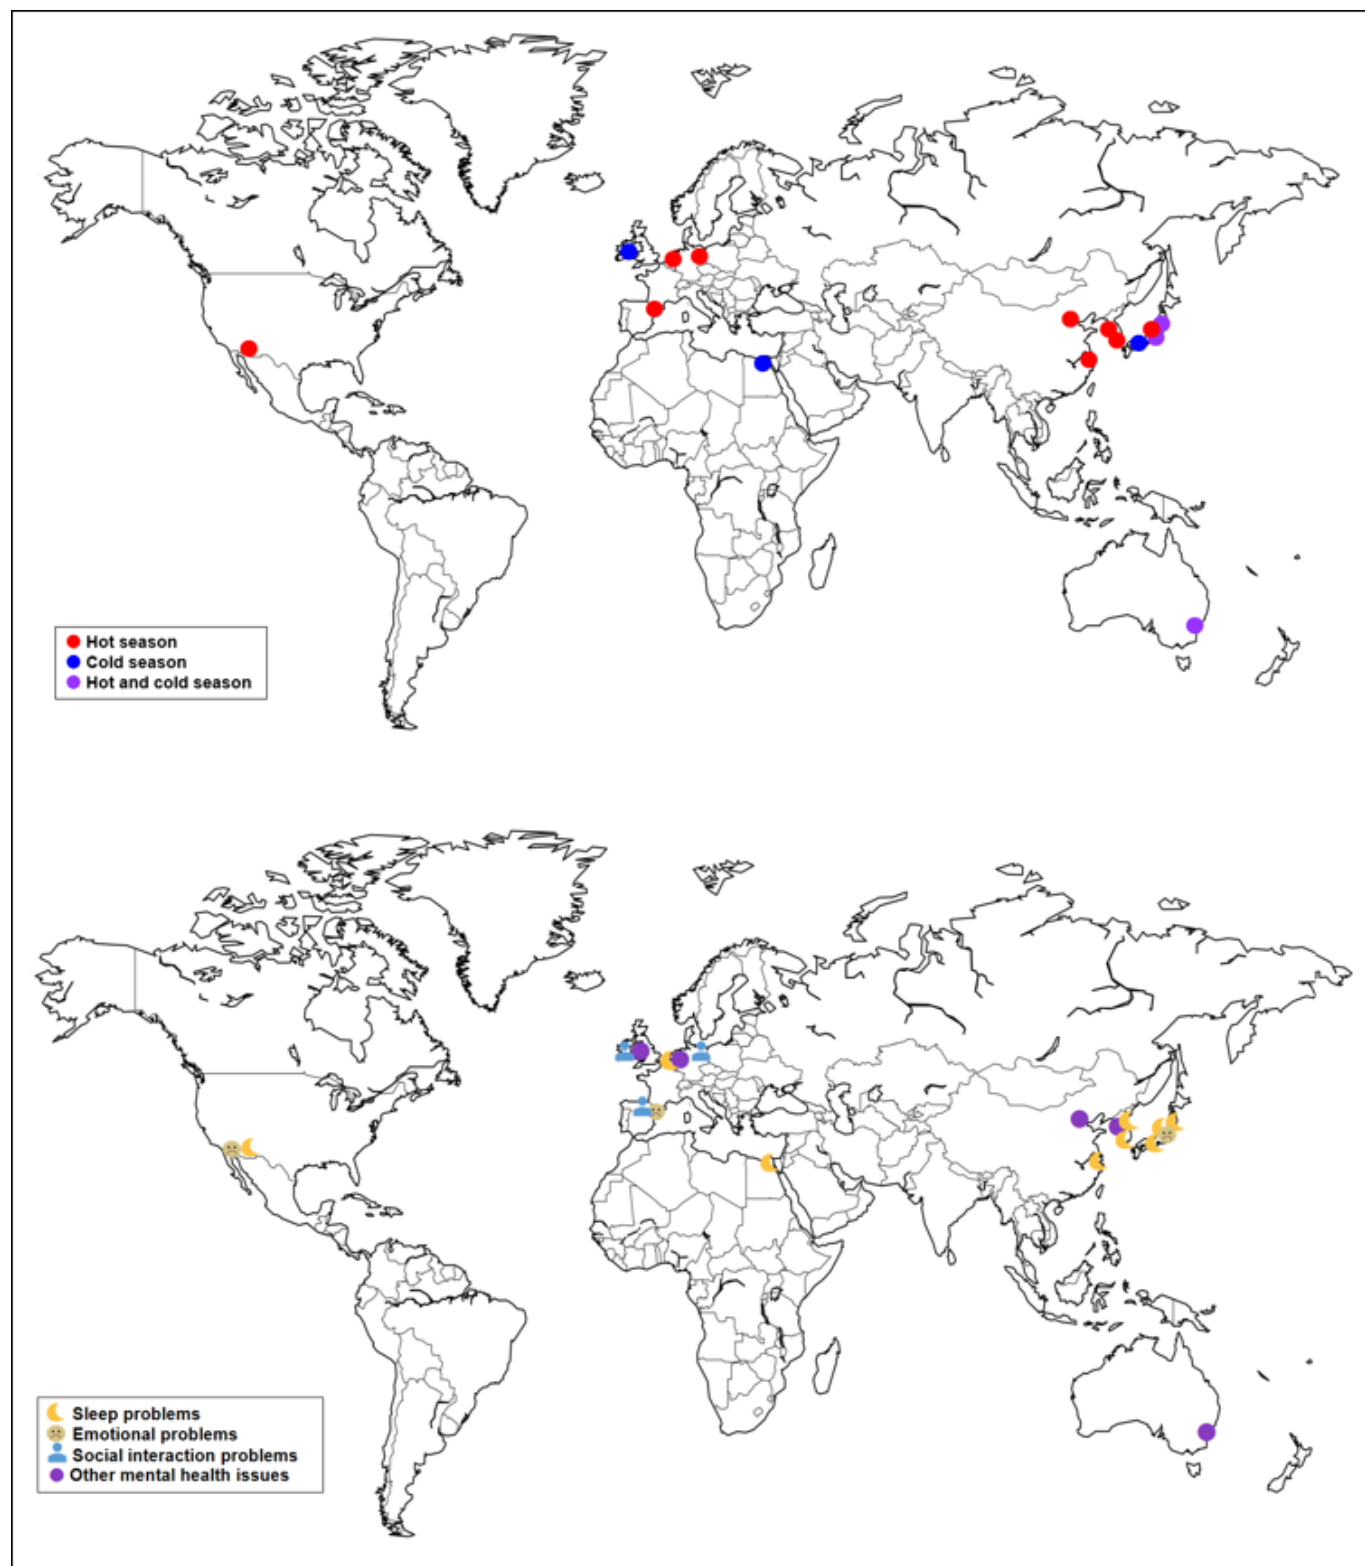 Hot season
Cold season
Hot and cold season
Sleep problems
Emotional problems
Social interaction problems
Other mental health issues